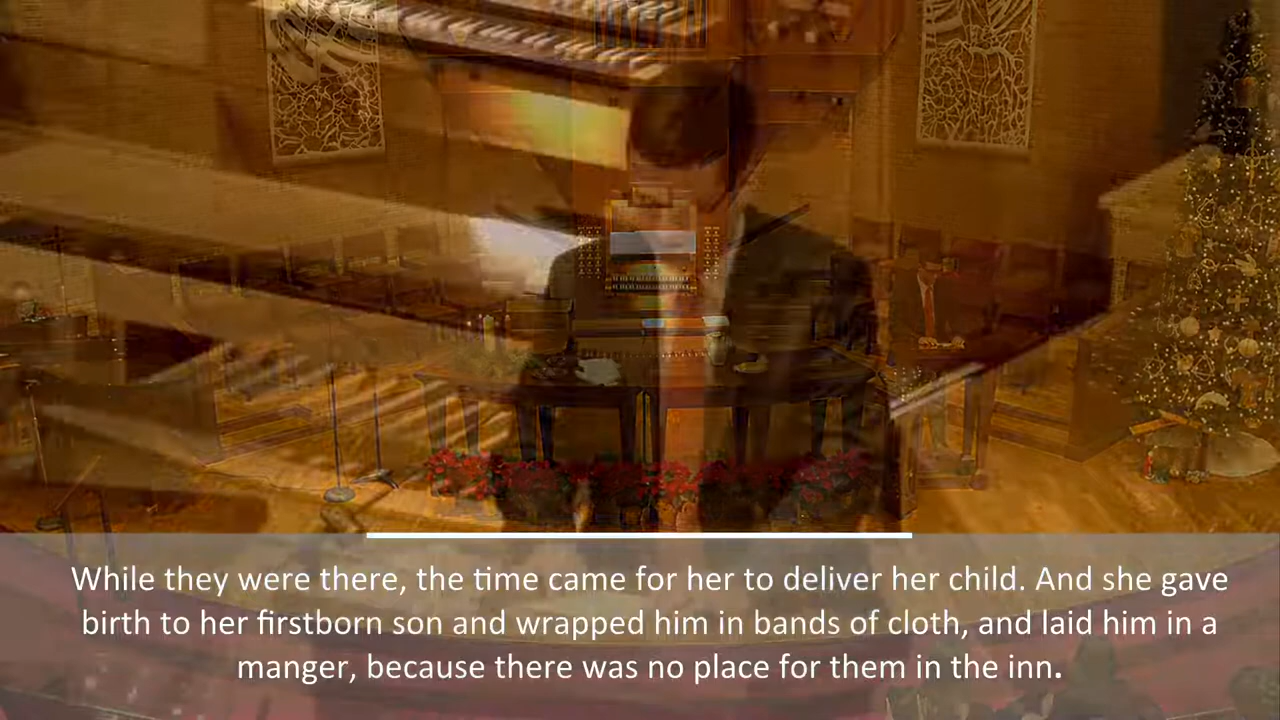 While they were there, the time came for her to deliver her child. And she gave
birth to her firstborn son and wrapped him in bands of cloth, and laid him in a
manger, because there was no place for them in the inn.